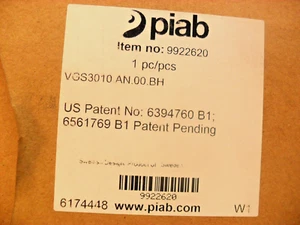 piab
Item no: 9922620
1 pc/pcs
VGS3010.AN.00.BH
US Patent No: 6394760 B1;
6561769 B1 Patent Pending
9922620
6174448 www.piab.com W1